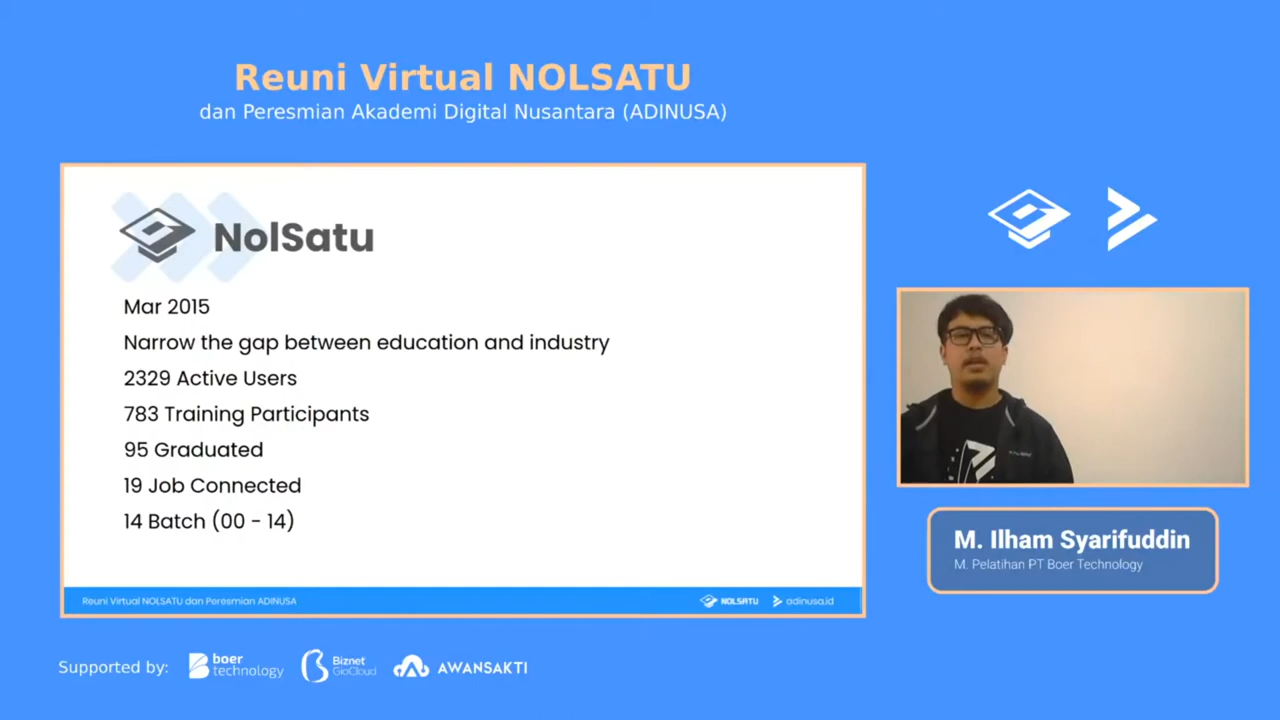 Reuni Virtual NOLSATU
dan Peresmian Akademi Digital Nusantara (ADINUSA)
NolSatu
Mar 2015
Narrow the gap between education and industry
2329 Active Users
783 Training Participants
95 Graduated
19 Job Connected
14 Batch (00 - 14)
Reuni Virtual NOLSATU dan Peresmian ADINUSA
NOLSATU
adinusa.id
M. Ilham Syarifuddin
M. Pelatihan PT Boer Technology
Supported by:
boer
technology
Biznet
GioCloud
AWANSAKTI